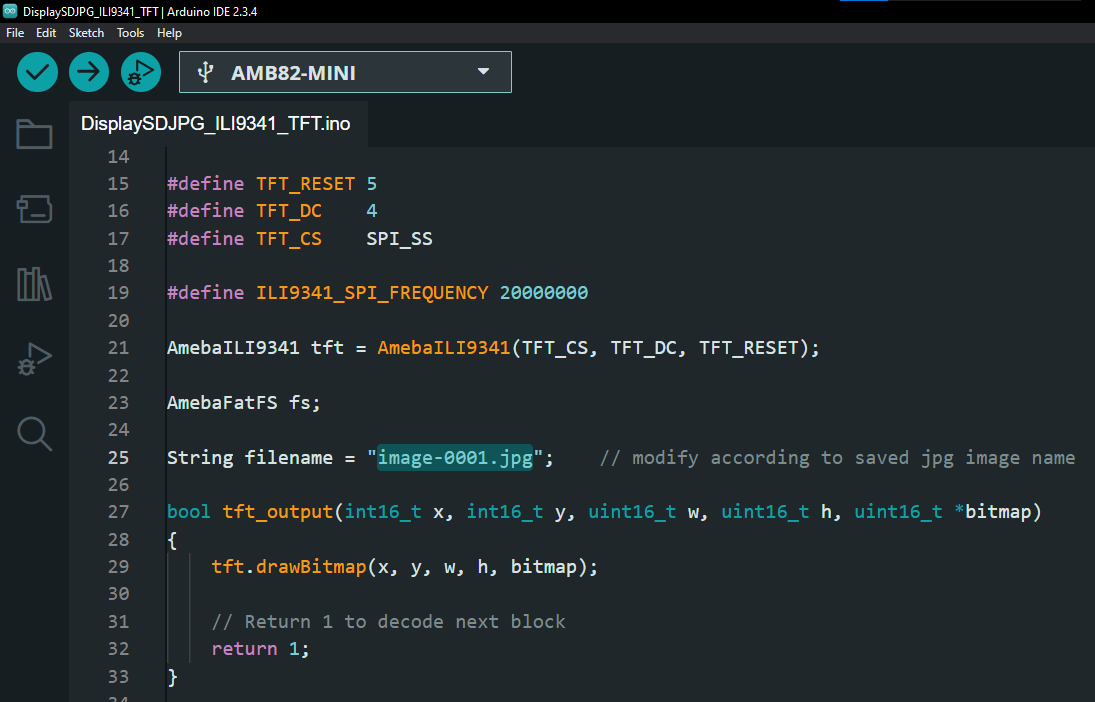 DisplaySDJPG_ILI9341_TFT | Arduino IDE 2.3.4
File Edit Sketch Tools Help
AMB82-MINI
DisplaySDJPG_ILI9341_TFT.ino
14
15 #define TFT_RESET 5
16 #define TFT_DC    4
17 #define TFT_CS    SPI_SS
18
19 #define ILI9341_SPI_FREQUENCY 20000000
20
21 AmebaILI9341 tft = AmebaILI9341(TFT_CS, TFT_DC, TFT_RESET);
22
23 AmebaFatFS fs;
24
25 String filename = "image-0001.jpg";    // modify according to saved jpg image name
26
27 bool tft_output(int16_t x, int16_t y, uint16_t w, uint16_t h, uint16_t *bitmap)
28 {
29     tft.drawBitmap(x, y, w, h, bitmap);
30
31     // Return 1 to decode next block
32     return 1;
33 }